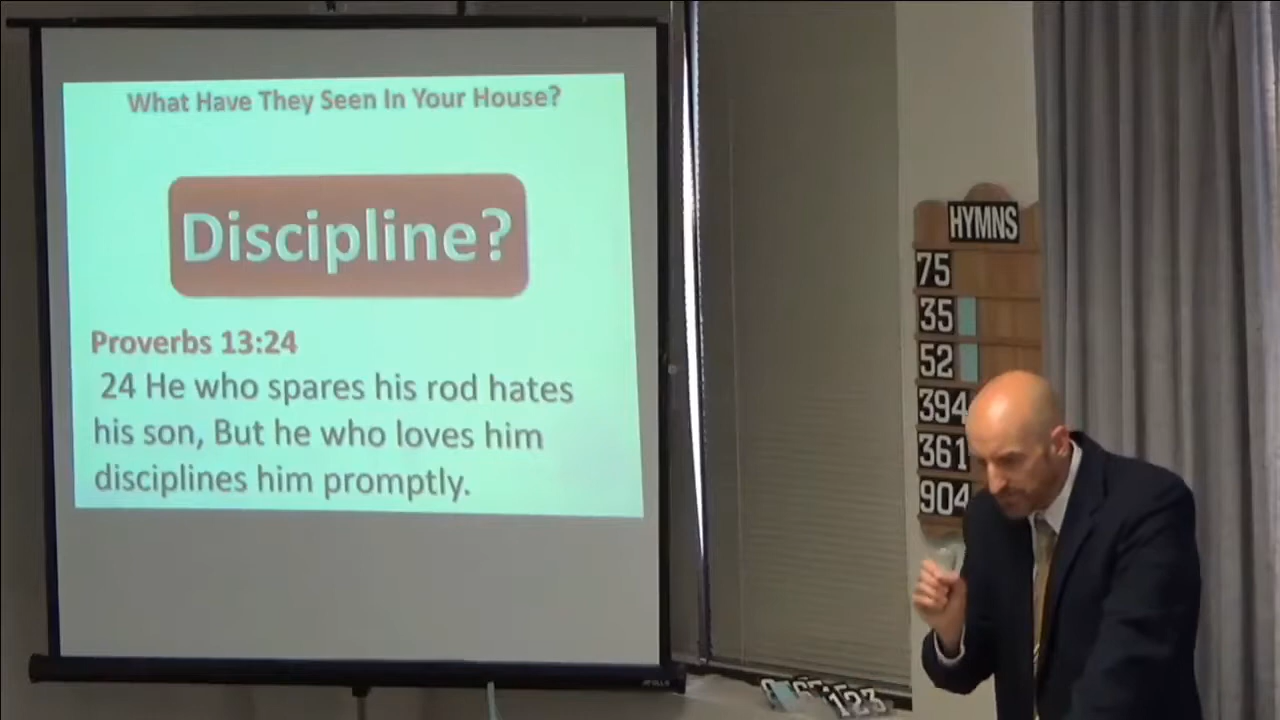 What Have They Seen In Your House?
Discipline?
Proverbs 13:24
24 He who spares his rod hates
his son, But he who loves him
disciplines him promptly.
HYMNS
75
35
52
394
361
904
123